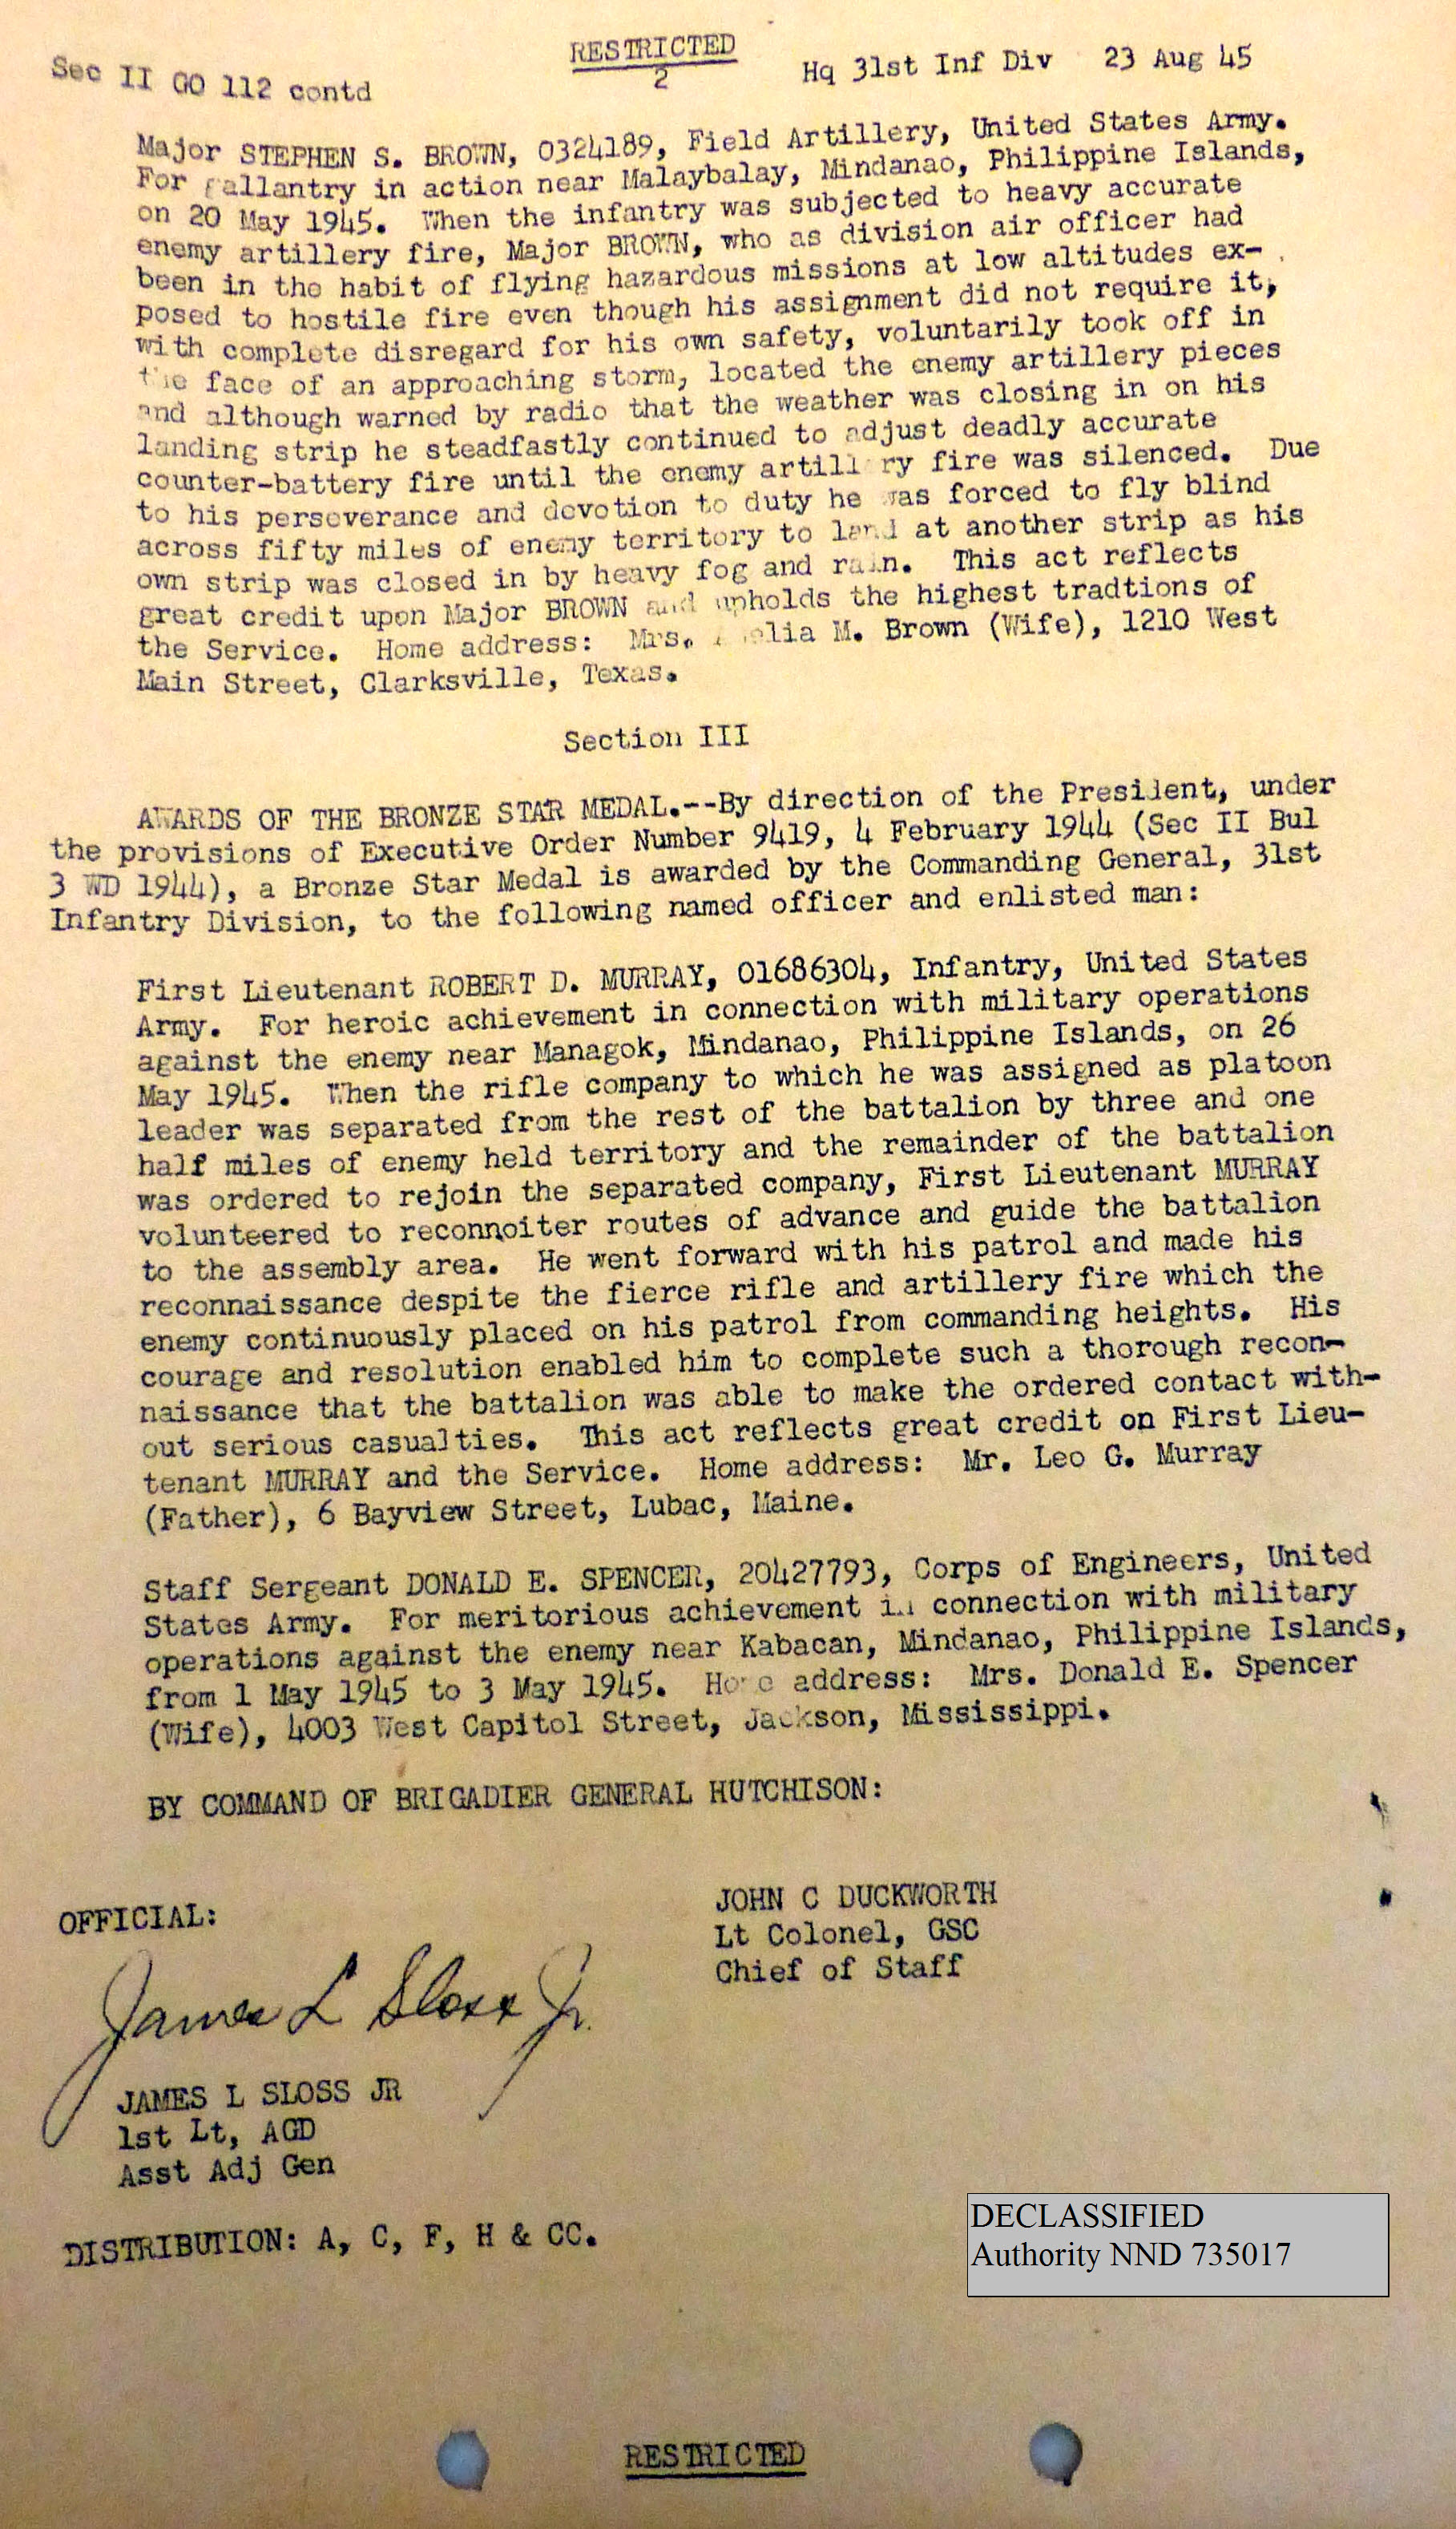 RESTRICTED
2
Sec II GO 112 contd Hq 31st Inf Div 23 Aug 45
Major STEPHEN S. BROWN, 0324189, Field Artillery, United States Army.
For gallantry in action near Malaybalay, Mindanao, Philippine Islands,
on 20 May 1945. When the infantry was subjected to heavy accurate
enemy artillery fire, Major BROWN, who as division air officer had
been in the habit of flying hazardous missions at low altitudes ex-
posed to hostile fire even though his assignment did not require it,
with complete disregard for his own safety, voluntarily took off in
the face of an approaching storm, located the enemy artillery pieces
and although warned by radio that the weather was closing in on his
landing strip he steadfastly continued to adjust deadly accurate
counter-battery fire until the enemy artillery fire was silenced. Due
to his perseverance and devotion to duty he was forced to fly blind
across fifty miles of enemy territory to land at another strip as his
own strip was closed in by heavy fog and rain. This act reflects
great credit upon Major BROWN and upholds the highest tradtions of
the Service. Home address: Mrs. M. Brown (Wife), 1210 West
Main Street, Clarksville, Texas.
Section III
AWARDS OF THE BRONZE STAR MEDAL.--By direction of the President, under
the provisions of Executive Order Number 9419, 4 February 1944 (Sec II Bul
3 WD 1944), a Bronze Star Medal is awarded by the Commanding General, 31st
Infantry Division, to the following named officer and enlisted man:
First Lieutenant ROBERT D. MURRAY, 01686304, Infantry, United States
Army. For heroic achievement in connection with military operations
against the enemy near Managok, Mindanao, Philippine Islands, on 26
May 1945. When the rifle company to which he was assigned as platoon
leader was separated from the rest of the battalion by three and one
half miles of enemy held territory and the remainder of the battalion
was ordered to rejoin the separated company, First Lieutenant MURRAY
volunteered to reconnoiter routes of advance and guide the battalion
to the assembly area. He went forward with his patrol and made his
reconnaissance despite the fierce rifle and artillery fire which the
enemy continuously placed on his patrol from commanding heights. His
courage and resolution enabled him to complete such a thorough recon-
naissance that the battalion was able to make the ordered contact with-
out serious casualties. This act reflects great credit on First Lieu-
tenant MURRAY and the Service. Home address: Mr. Leo G. Murray
(Father), 6 Bayview Street, Lubac, Maine.
Staff Sergeant DONALD E. SPENCER, 20427793, Corps of Engineers, United
States Army. For meritorious achievement in connection with military
operations against the enemy near Kabacan, Mindanao, Philippine Islands,
from 1 May 1945 to 3 May 1945. Home address: Mrs. Donald E. Spencer
(Wife), 4003 West Capitol Street, Jackson, Mississippi.
BY COMMAND OF BRIGADIER GENERAL HUTCHISON:
JOHN C DUCKWORTH
Lt Colonel, GSC
Chief of Staff
OFFICIAL:
James L Sloss Jr.
JAMES L SLOSS JR
1st Lt, AGD
Asst Adj Gen
DISTRIBUTION: A, C, F, H & CC.
DECLASSIFIED
Authority NND 735017
RESTRICTED